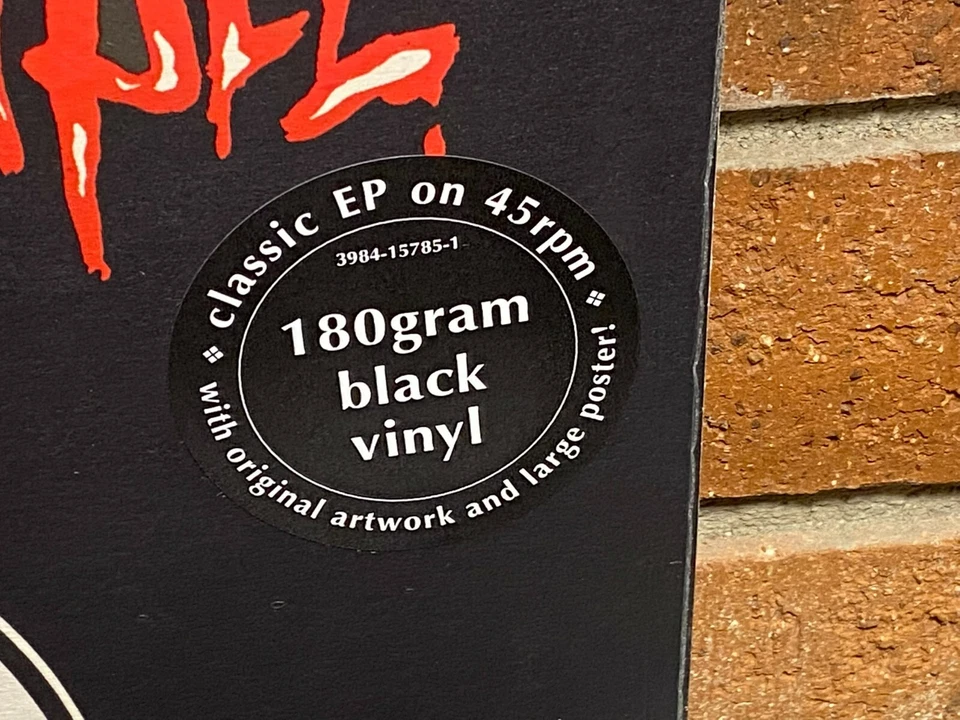 classic EP on 45rpm
3984-15785-1
180gram
black
vinyl
with original artwork and large poster!